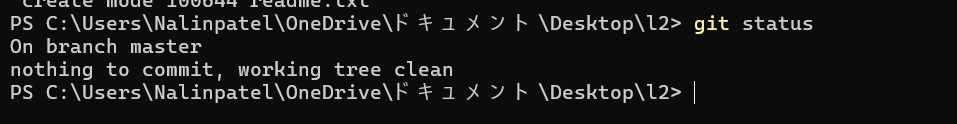 create mode 100644 readme.txt
PS C:\Users\Nalinpatel\OneDrive\ドキュメント\Desktop\l2> git status
On branch master
nothing to commit, working tree clean
PS C:\Users\Nalinpatel\OneDrive\ドキュメント\Desktop\l2>